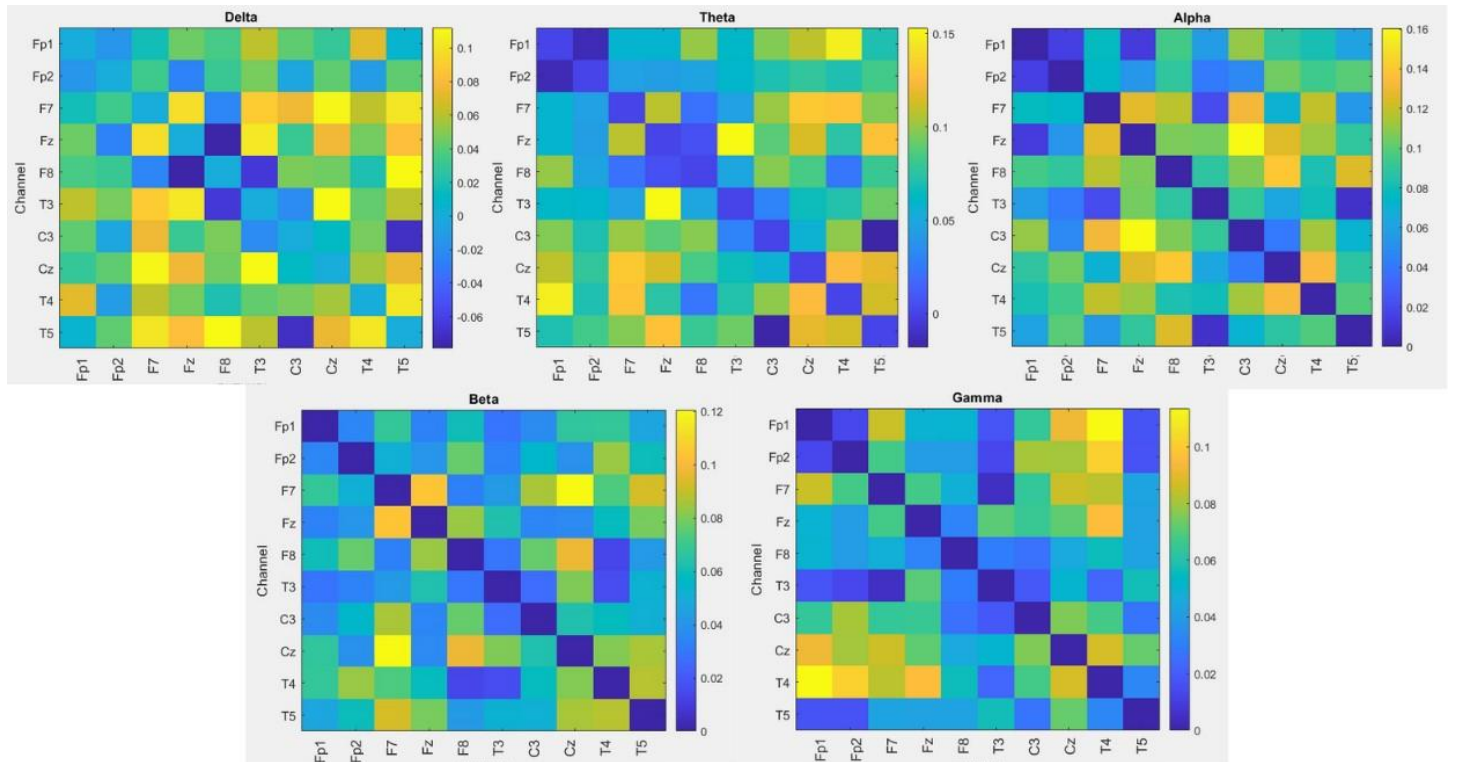 Delta
Channel
Fp1
Fp2
F7
Fz
F8
T3
C3
Cz
T4
T5
Fp1 Fp2 F7 Fz F8 T3 C3 Cz T4 T5
0.1
0.08
0.06
0.04
0.02
0
-0.02
-0.04
-0.06
Theta
Channel
Fp1
Fp2
F7
Fz
F8
T3
C3
Cz
T4
T5
Fp1 Fp2 F7 Fz F8 T3 C3 Cz T4 T5
0.15
0.1
0.05
0
Alpha
Channel
Fp1
Fp2
F7
Fz
F8
T3
C3
Cz
T4
T5
Fp1 Fp2 F7 Fz F8 T3 C3 Cz T4 T5
0.16
0.14
0.12
0.1
0.08
0.06
0.04
0.02
0
Beta
Channel
Fp1
Fp2
F7
Fz
F8
T3
C3
Cz
T4
T5
Fp1 Fp2 F7 Fz F8 T3 C3 Cz T4 T5
0.12
0.1
0.08
0.06
0.04
0.02
0
Gamma
Channel
Fp1
Fp2
F7
Fz
F8
T3
C3
Cz
T4
T5
Fp1 Fp2 F7 Fz F8 T3 C3 Cz T4 T5
0.1
0.08
0.06
0.04
0.02
0